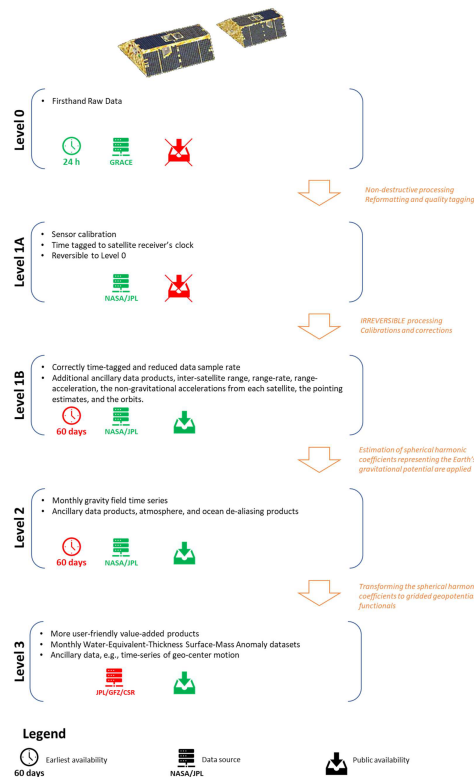 Level 0
• Firsthand Raw Data
24 h
GRACE
Non-destructive processing
Reformatting and quality tagging
Level 1A
• Sensor calibration
• Time tagged to satellite receiver's clock
• Reversible to Level 0
NASA/JPL
IRREVERSIBLE processing
Calibrations and corrections
Level 1B
• Correctly time-tagged and reduced data sample rate
• Additional ancillary data products, inter-satellite range, range-rate, range-
acceleration, the non-gravitational accelerations from each satellite, the pointing
estimates, and the orbits.
60 days
NASA/JPL
Estimation of spherical harmonic
coefficients representing the Earth's
gravitational potential are applied
Level 2
• Monthly gravity field time series
• Ancillary data products, atmosphere, and ocean de-aliasing products
60 days
NASA/JPL
Transforming the spherical harmon
coefficients to gridded geopotential
functionals
Level 3
• More user-friendly value-added products
• Monthly Water-Equivalent-Thickness Surface-Mass Anomaly datasets
• Ancillary data, e.g., time-series of geo-center motion
JPL/GFZ/CSR
Legend
Earliest availability
60 days
Data source
NASA/JPL
Public availability